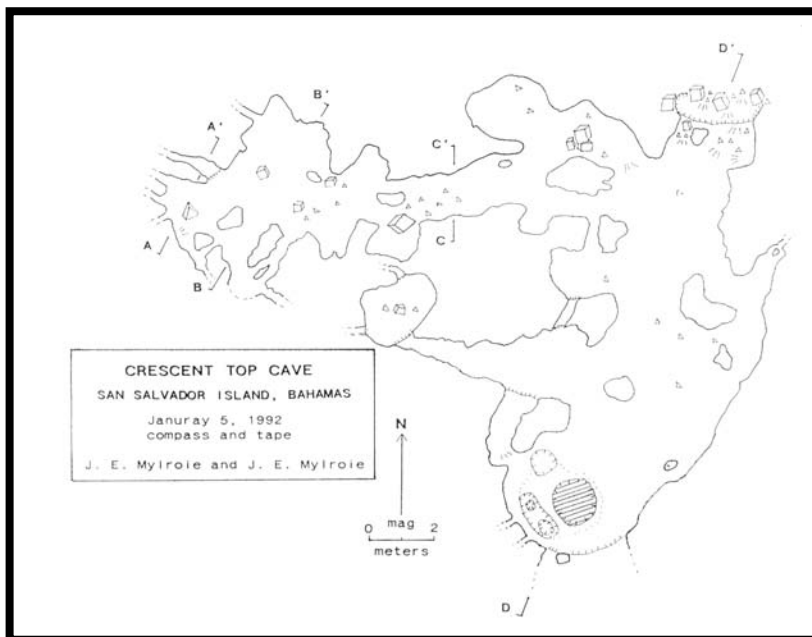 D'
B'
A'
C'
A
C
B
CRESCENT TOP CAVE
SAN SALVADOR ISLAND, BAHAMAS
Januray 5, 1992
compass and tape
J. E. Mylroie and J. E. Mylroie
N
mag
0 2
meters
D